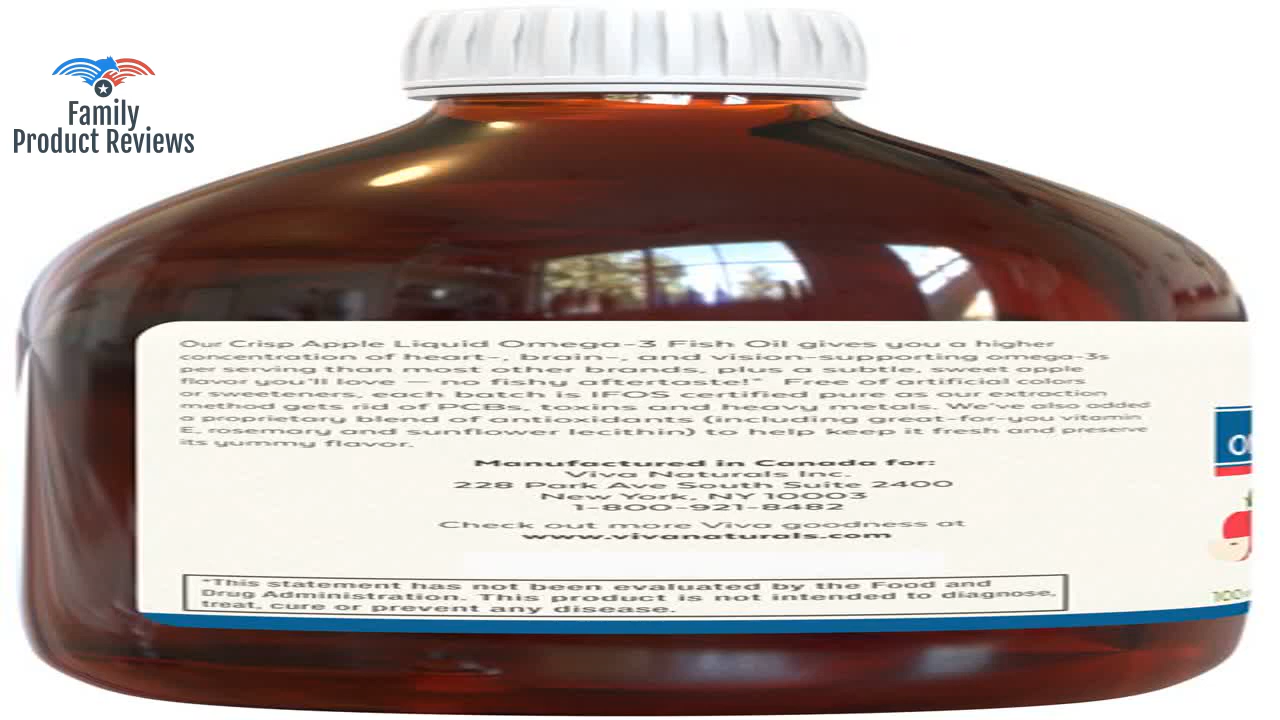 Family
Product Reviews
Our Crisp Apple Liquid Omega-3 Fish Oil gives you a higher
concentration of heart-, brain-, and vision-supporting omega-3s
per serving than most other brands, plus a subtle, sweet apple
flavor you'll love — no fishy aftertaste!* Free of artificial colors
or sweeteners, each batch is IFOS certified pure as our extraction
method gets rid of PCBs, toxins and heavy metals. We've also added
a proprietary blend of antioxidants (including great-for-you vitamin
E, rosemary and sunflower lecithin) to help keep it fresh and preserve
its yummy flavor.
Manufactured in Canada for:
Viva Naturals Inc.
228 Park Ave South Suite 2400
New York, NY 10003
1-800-921-8482
Check out more Viva goodness at
www.vivanaturals.com
*This statement has not been evaluated by the Food and
Drug Administration. This product is not intended to diagnose,
treat, cure or prevent any disease.
100